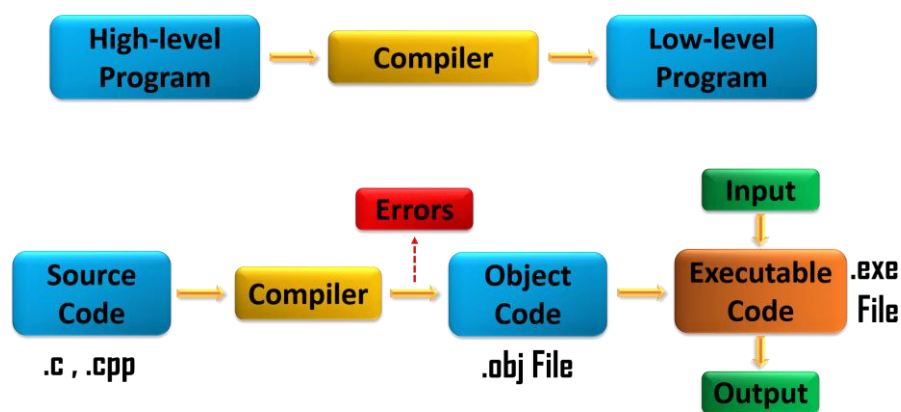 High-level
Program
Compiler
Low-level
Program
Errors
Input
Source
Code
Compiler
Object
Code
Executable
Code
.exe
File
.c , .cpp
.obj File
Output